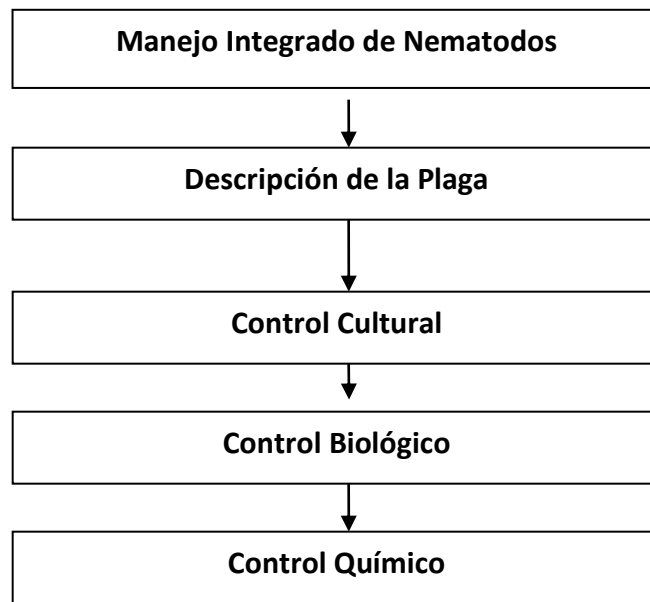 Manejo Integrado de Nematodos
Descripción de la Plaga
Control Cultural
Control Biológico
Control Químico